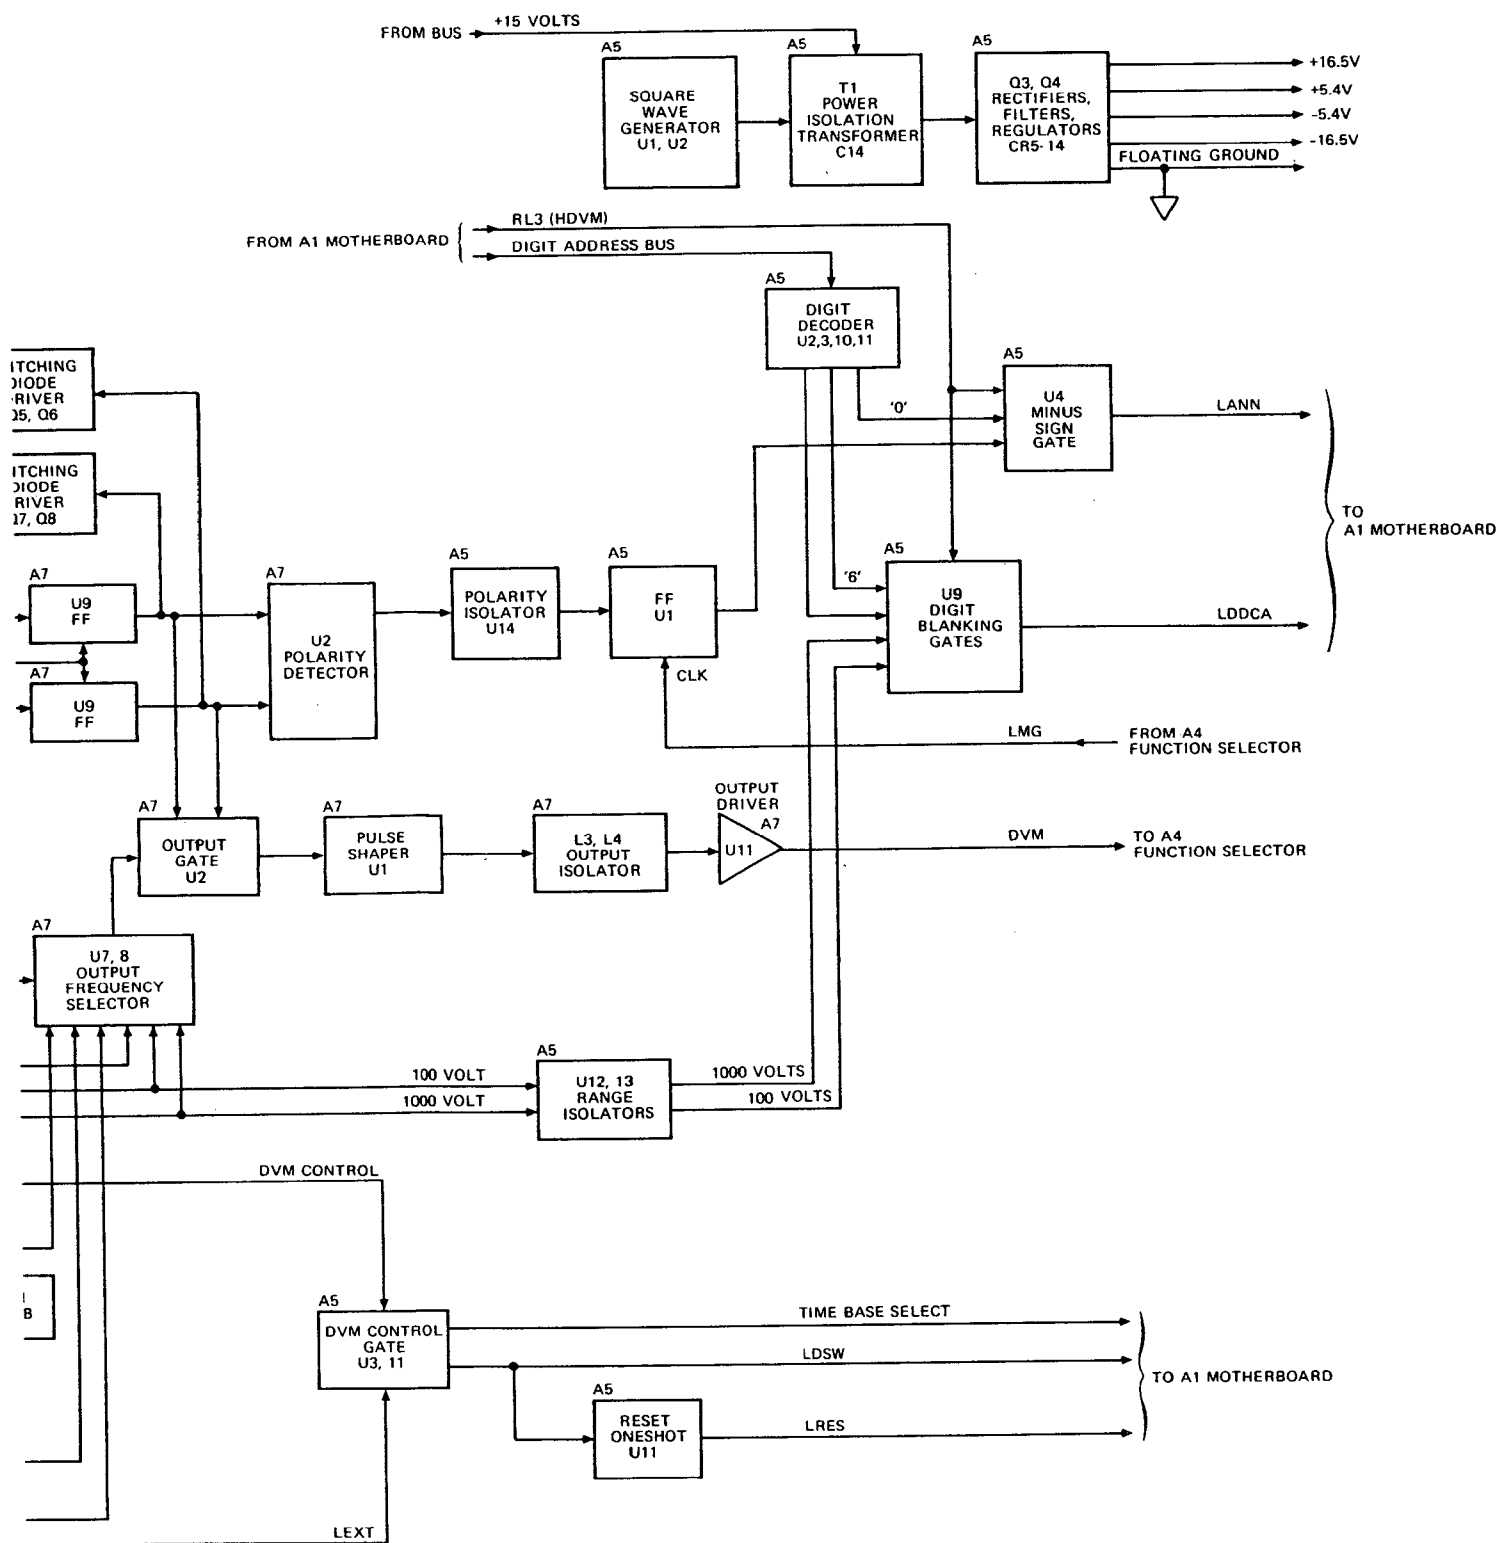 FROM BUS
+15 VOLTS
A5
SQUARE
WAVE
GENERATOR
U1, U2
A5
T1
POWER
ISOLATION
TRANSFORMER
C14
A5
Q3, Q4
RECTIFIERS,
FILTERS,
REGULATORS
CR5-14
+16.5V
+5.4V
-5.4V
-16.5V
FLOATING GROUND
FROM A1 MOTHERBOARD
RL3 (HDVM)
DIGIT ADDRESS BUS
A5
DIGIT
DECODER
U2,3,10,11
'0'
A5
U4
MINUS
SIGN
GATE
LANN
ITCHING
DIODE
RIVER
Q5, Q6
ITCHING
DIODE
RIVER
Q7, Q8
TO
A1 MOTHERBOARD
A7
U9
FF
A7
U9
FF
A7
U2
POLARITY
DETECTOR
A5
POLARITY
ISOLATOR
U14
A5
FF
U1
CLK
'6'
A5
U9
DIGIT
BLANKING
GATES
LDDCA
LMG
FROM A4
FUNCTION SELECTOR
A7
OUTPUT
GATE
U2
A7
PULSE
SHAPER
U1
A7
L3, L4
OUTPUT
ISOLATOR
OUTPUT
DRIVER
A7
U11
DVM
TO A4
FUNCTION SELECTOR
A7
U7, 8
OUTPUT
FREQUENCY
SELECTOR
100 VOLT
1000 VOLT
A5
U12, 13
RANGE
ISOLATORS
1000 VOLTS
100 VOLTS
DVM CONTROL
B
A5
DVM CONTROL
GATE
U3, 11
TIME BASE SELECT
LDSW
TO A1 MOTHERBOARD
A5
RESET
ONESHOT
U11
LRES
LEXT